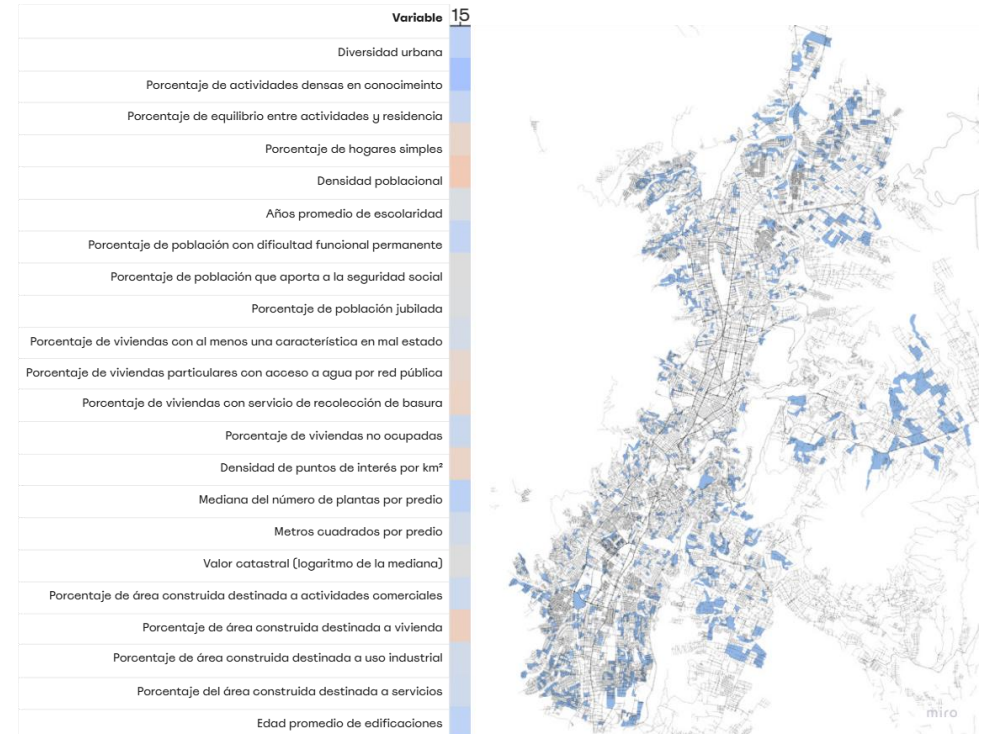 Variable 15
Diversidad urbana
Porcentaje de actividades densas en conocimeinto
Porcentaje de equilibrio entre actividades y residencia
Porcentaje de hogares simples
Densidad poblacional
Años promedio de escolaridad
Porcentaje de población con dificultad funcional permanente
Porcentaje de población que aporta a la seguridad social
Porcentaje de población jubilada
Porcentaje de viviendas con al menos una característica en mal estado
Porcentaje de viviendas particulares con acceso a agua por red pública
Porcentaje de viviendas con servicio de recolección de basura
Porcentaje de viviendas no ocupadas
Densidad de puntos de interés por km²
Mediana del número de plantas por predio
Metros cuadrados por predio
Valor catastral (logaritmo de la mediana)
Porcentaje de área construida destinada a actividades comerciales
Porcentaje de área construida destinada a vivienda
Porcentaje de área construida destinada a uso industrial
Porcentaje del área construida destinada a servicios
Edad promedio de edificaciones
miro